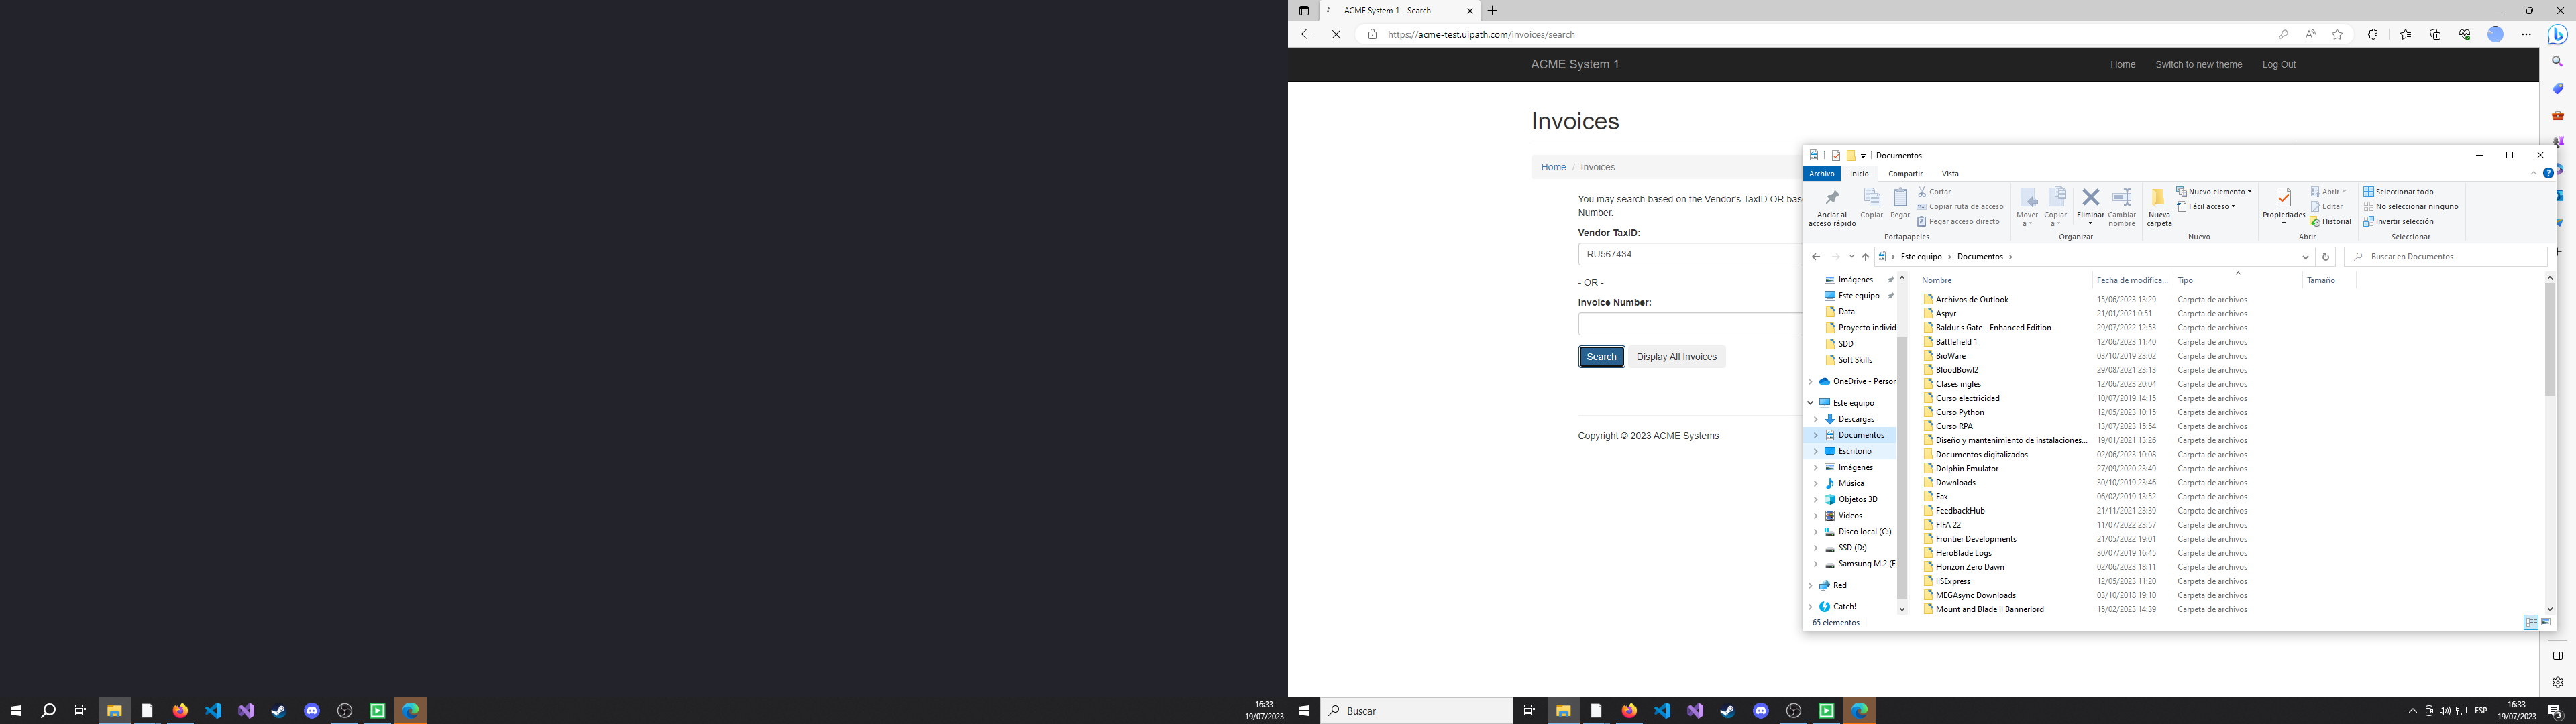 ACME System 1 - Search
https://acme-test.uipath.com/invoices/search
ACME System 1
Home
Switch to new theme
Log Out
Invoices
Home / Invoices
You may search based on the Vendor's TaxID OR bas
Number.
Vendor TaxID:
RU567434
- OR -
Invoice Number:
Search
Display All Invoices
Copyright © 2023 ACME Systems
Documentos
Archivo
Inicio
Compartir
Vista
Anclar al acceso rápido
Copiar
Pegar
Cortar
Copiar ruta de acceso
Pegar acceso directo
Portapapeles
Mover a
Copiar a
Eliminar
Cambiar nombre
Organizar
Nueva carpeta
Nuevo elemento
Fácil acceso
Nuevo
Propiedades
Abrir
Editar
Historial
Abrir
Seleccionar todo
No seleccionar ninguno
Invertir selección
Seleccionar
Este equipo > Documentos >
Buscar en Documentos
Imágenes
Este equipo
Data
Proyecto individ
SDD
Soft Skills
OneDrive - Person
Este equipo
Descargas
Documentos
Escritorio
Imágenes
Música
Objetos 3D
Videos
Disco local (C:)
SSD (D:)
Samsung M.2 (E
Red
Catch!
Nombre Fecha de modifica... Tipo Tamaño
Archivos de Outlook 15/06/2023 13:29 Carpeta de archivos
Aspyr 21/01/2021 0:51 Carpeta de archivos
Baldur's Gate - Enhanced Edition 29/07/2022 12:53 Carpeta de archivos
Battlefield 1 12/06/2023 11:40 Carpeta de archivos
BioWare 03/10/2019 23:02 Carpeta de archivos
BloodBowl2 29/08/2021 23:13 Carpeta de archivos
Clases inglés 12/06/2023 20:04 Carpeta de archivos
Curso electricidad 10/07/2019 14:15 Carpeta de archivos
Curso Python 12/05/2023 10:15 Carpeta de archivos
Curso RPA 13/07/2023 15:54 Carpeta de archivos
Diseño y mantenimiento de instalaciones... 19/01/2021 13:26 Carpeta de archivos
Documentos digitalizados 02/06/2023 10:08 Carpeta de archivos
Dolphin Emulator 27/09/2020 23:49 Carpeta de archivos
Downloads 30/10/2019 23:46 Carpeta de archivos
Fax 06/02/2019 13:52 Carpeta de archivos
FeedbackHub 21/11/2021 23:39 Carpeta de archivos
FIFA 22 11/07/2022 23:57 Carpeta de archivos
Frontier Developments 21/05/2022 19:01 Carpeta de archivos
HeroBlade Logs 30/07/2019 16:45 Carpeta de archivos
Horizon Zero Dawn 02/06/2023 18:11 Carpeta de archivos
IISExpress 12/05/2023 11:20 Carpeta de archivos
MEGAsync Downloads 03/10/2018 19:10 Carpeta de archivos
Mount and Blade II Bannerlord 15/02/2023 14:39 Carpeta de archivos
65 elementos
16:33
19/07/2023
Buscar
ESP
16:33
19/07/2023
3